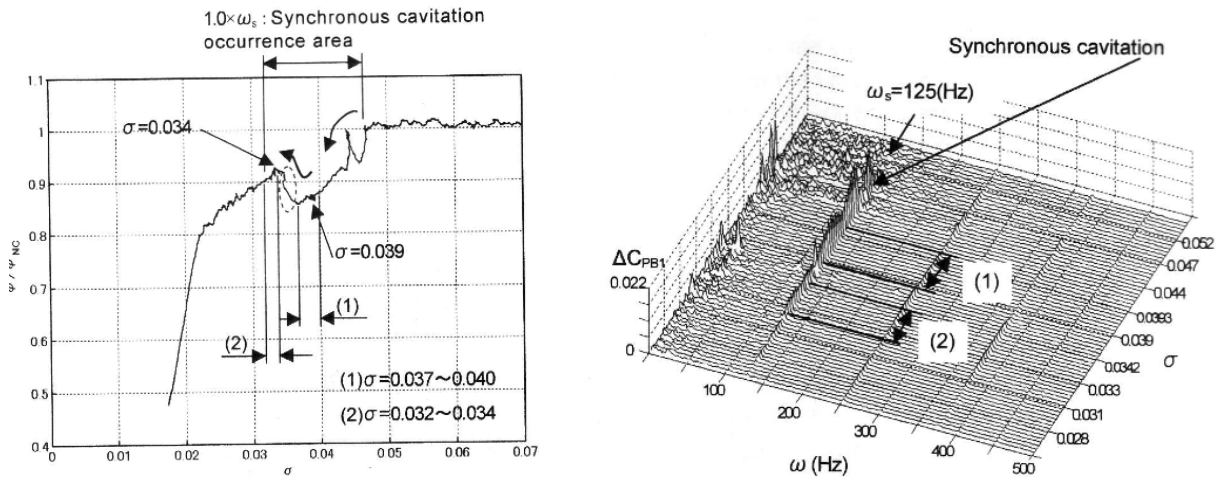 1.0×ωs : Synchronous cavitation
occurrence area
1.1
1
0.9
0.8
0.7
0.6
0.5
0.4
0
0.01
0.02
0.03
0.04
0.05
0.06
0.07
σ
ψ / ψNC
σ=0.034
σ=0.039
(1)
(2)
(1)σ=0.037～0.040
(2)σ=0.032～0.034
Synchronous cavitation
ωs=125(Hz)
ΔCPB1
0.022
0
100
200
300
400
500
ω (Hz)
(1)
(2)
0.052
0.047
0.044
0.0393
0.039
0.0342
0.033
0.031
0.028
σ